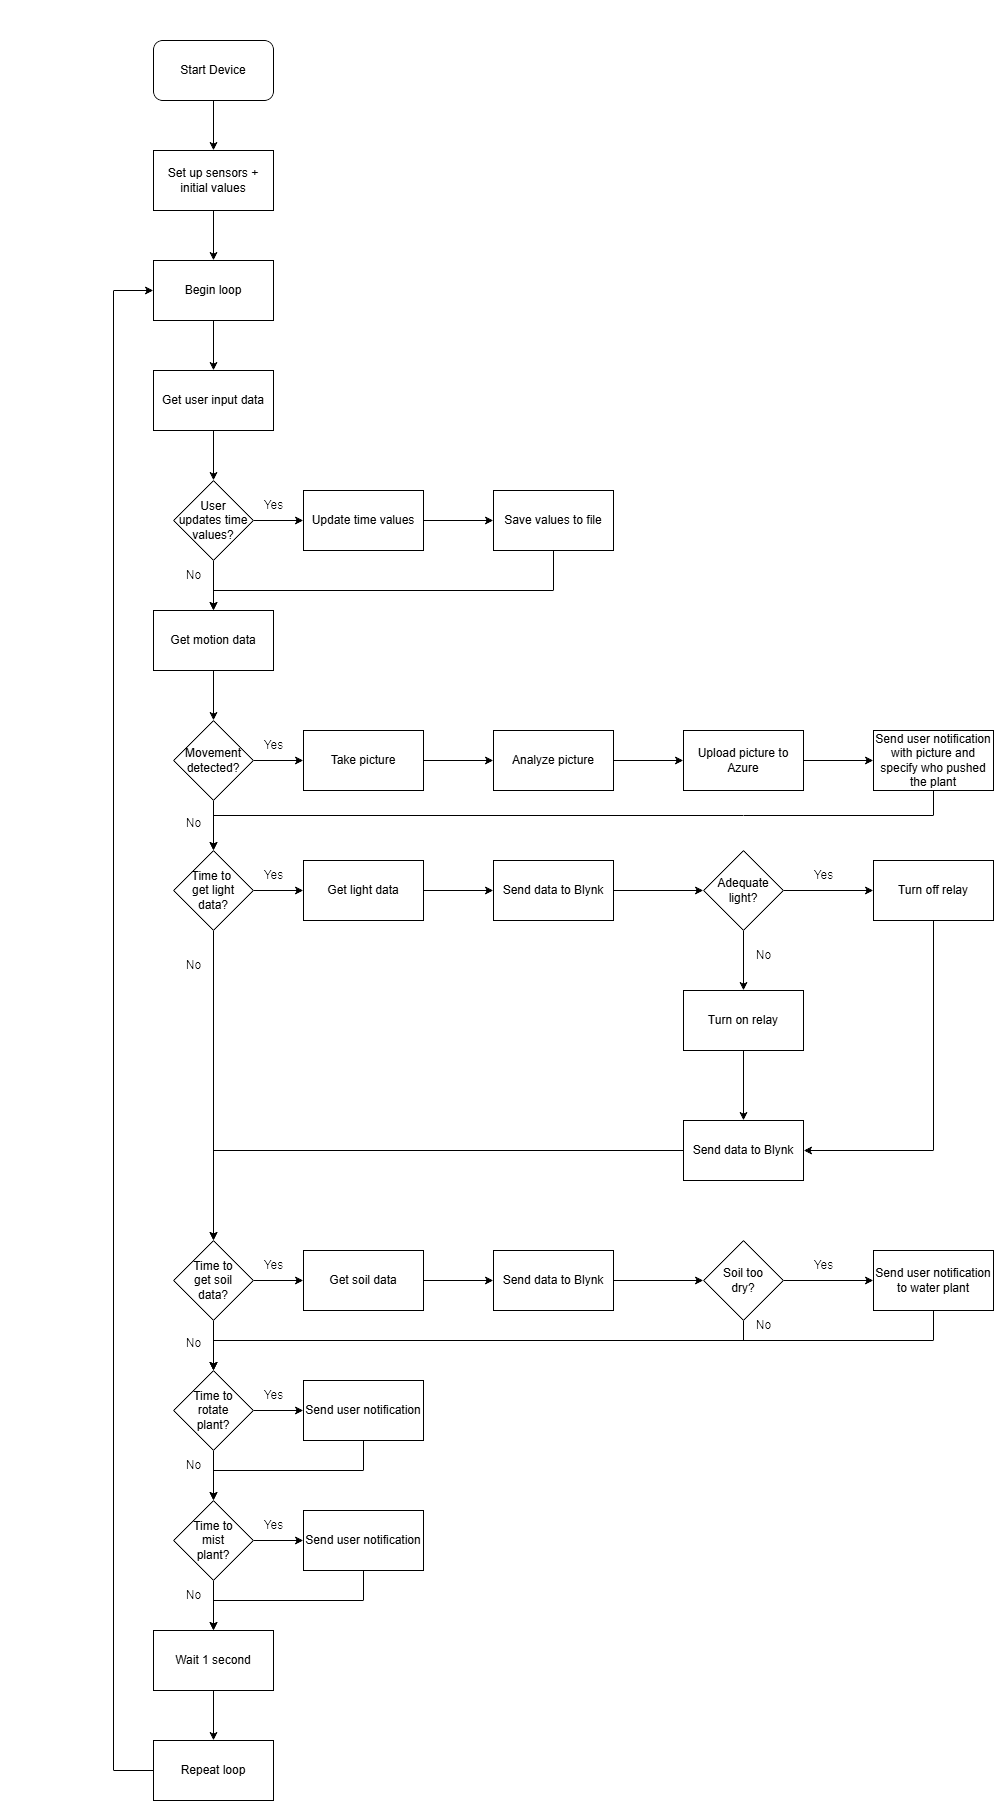 Start Device
Set up sensors +
initial values
Begin loop
Get user input data
User
updates time
values?
Yes
Update time values
Save values to file
No
Get motion data
Movement
detected?
Yes
Take picture
Analyze picture
Upload picture to
Azure
Send user notification
with picture and
specify who pushed
the plant
No
Time to
get light
data?
Yes
Get light data
Send data to Blynk
Adequate
light?
Yes
Turn off relay
No
No
Turn on relay
Send data to Blynk
Time to
get soil
data?
Yes
Get soil data
Send data to Blynk
Soil too
dry?
Yes
Send user notification
to water plant
No
No
Time to
rotate
plant?
Yes
Send user notification
No
Time to
mist
plant?
Yes
Send user notification
No
Wait 1 second
Repeat loop